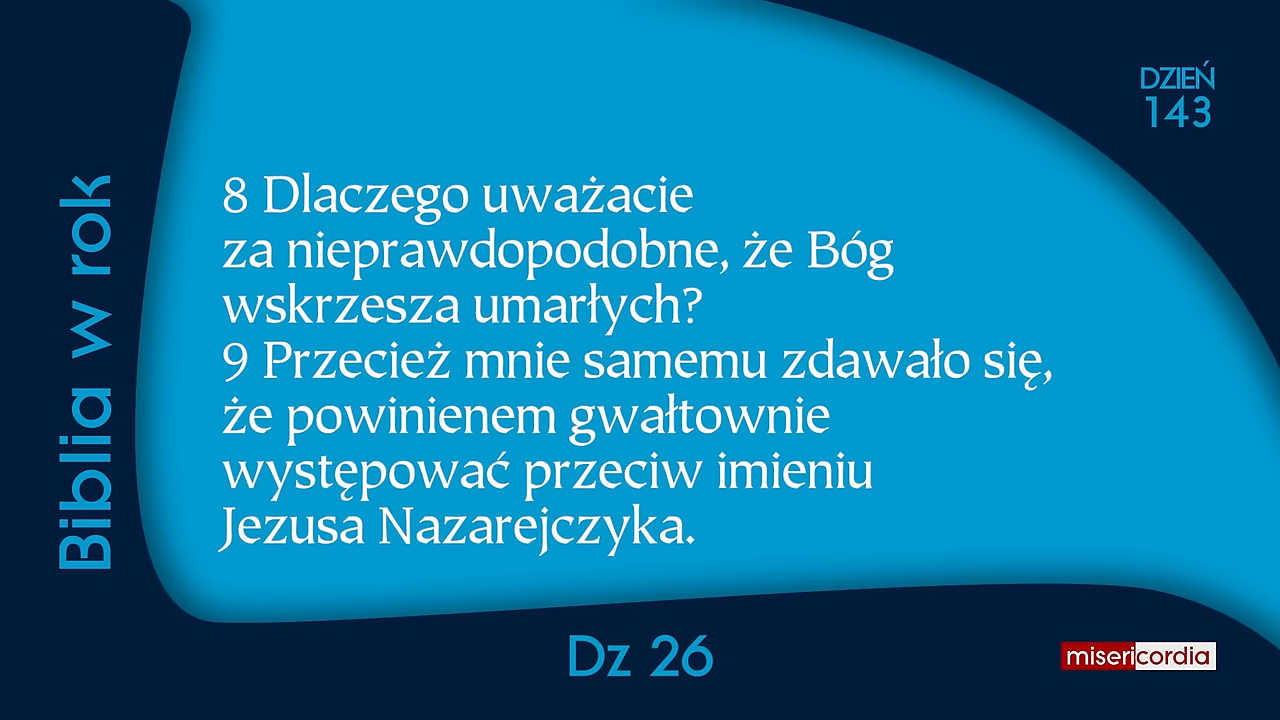 DZIEŃ
143
Biblia w rok
8 Dlaczego uważacie
za nieprawdopodobne, że Bóg
wskrzesza umarłych?
9 Przecież mnie samemu zdawało się,
że powinienem gwałtownie
występować przeciw imieniu
Jezusa Nazarejczyka.
Dz 26
misericordia